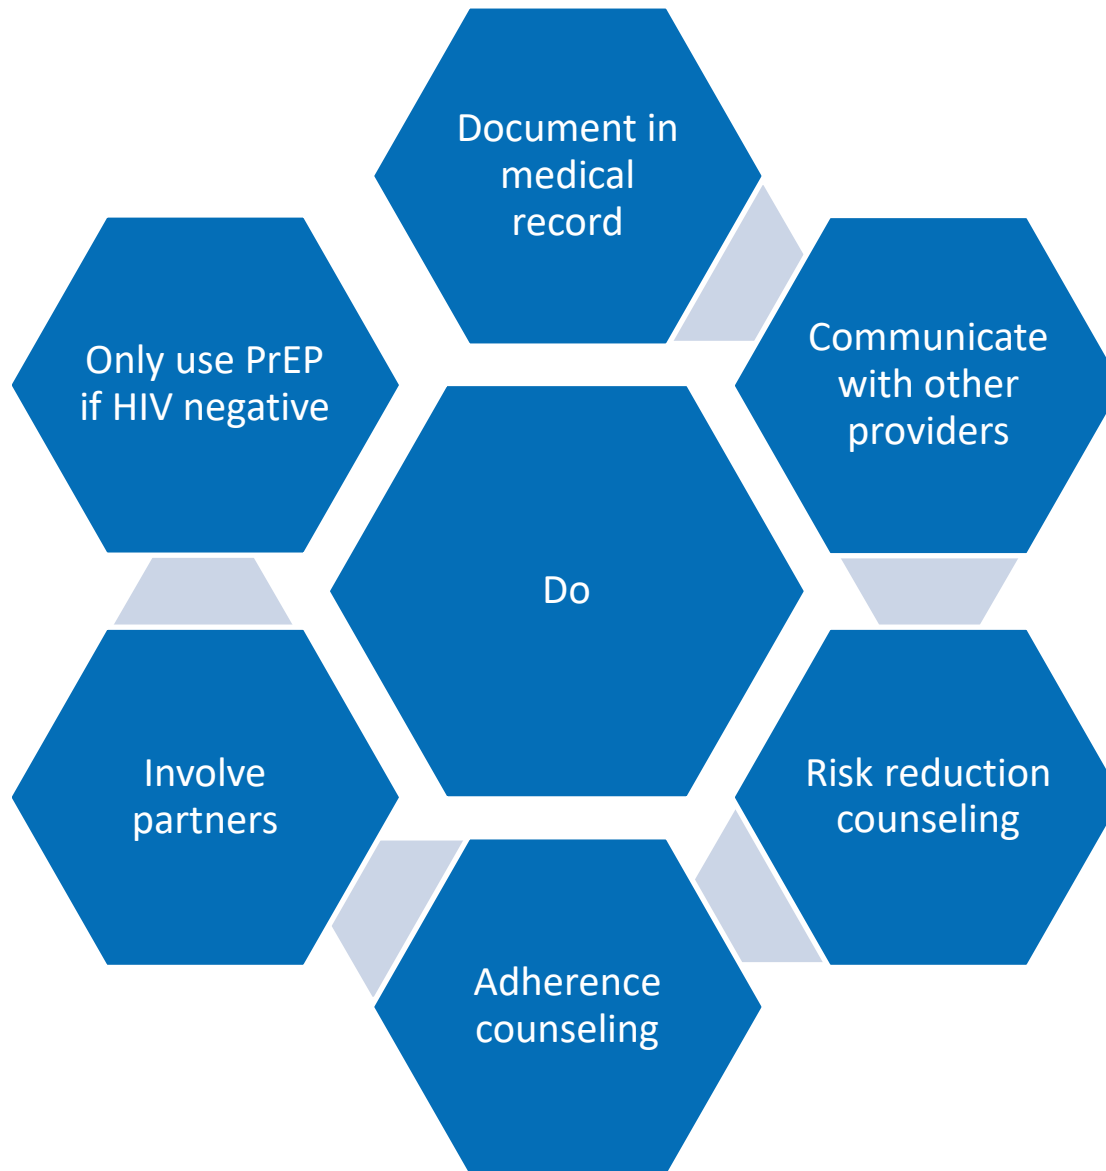 Document in
medical
record
Communicate
with other
providers
Risk reduction
counseling
Adherence
counseling
Involve
partners
Only use PrEP
if HIV negative
Do